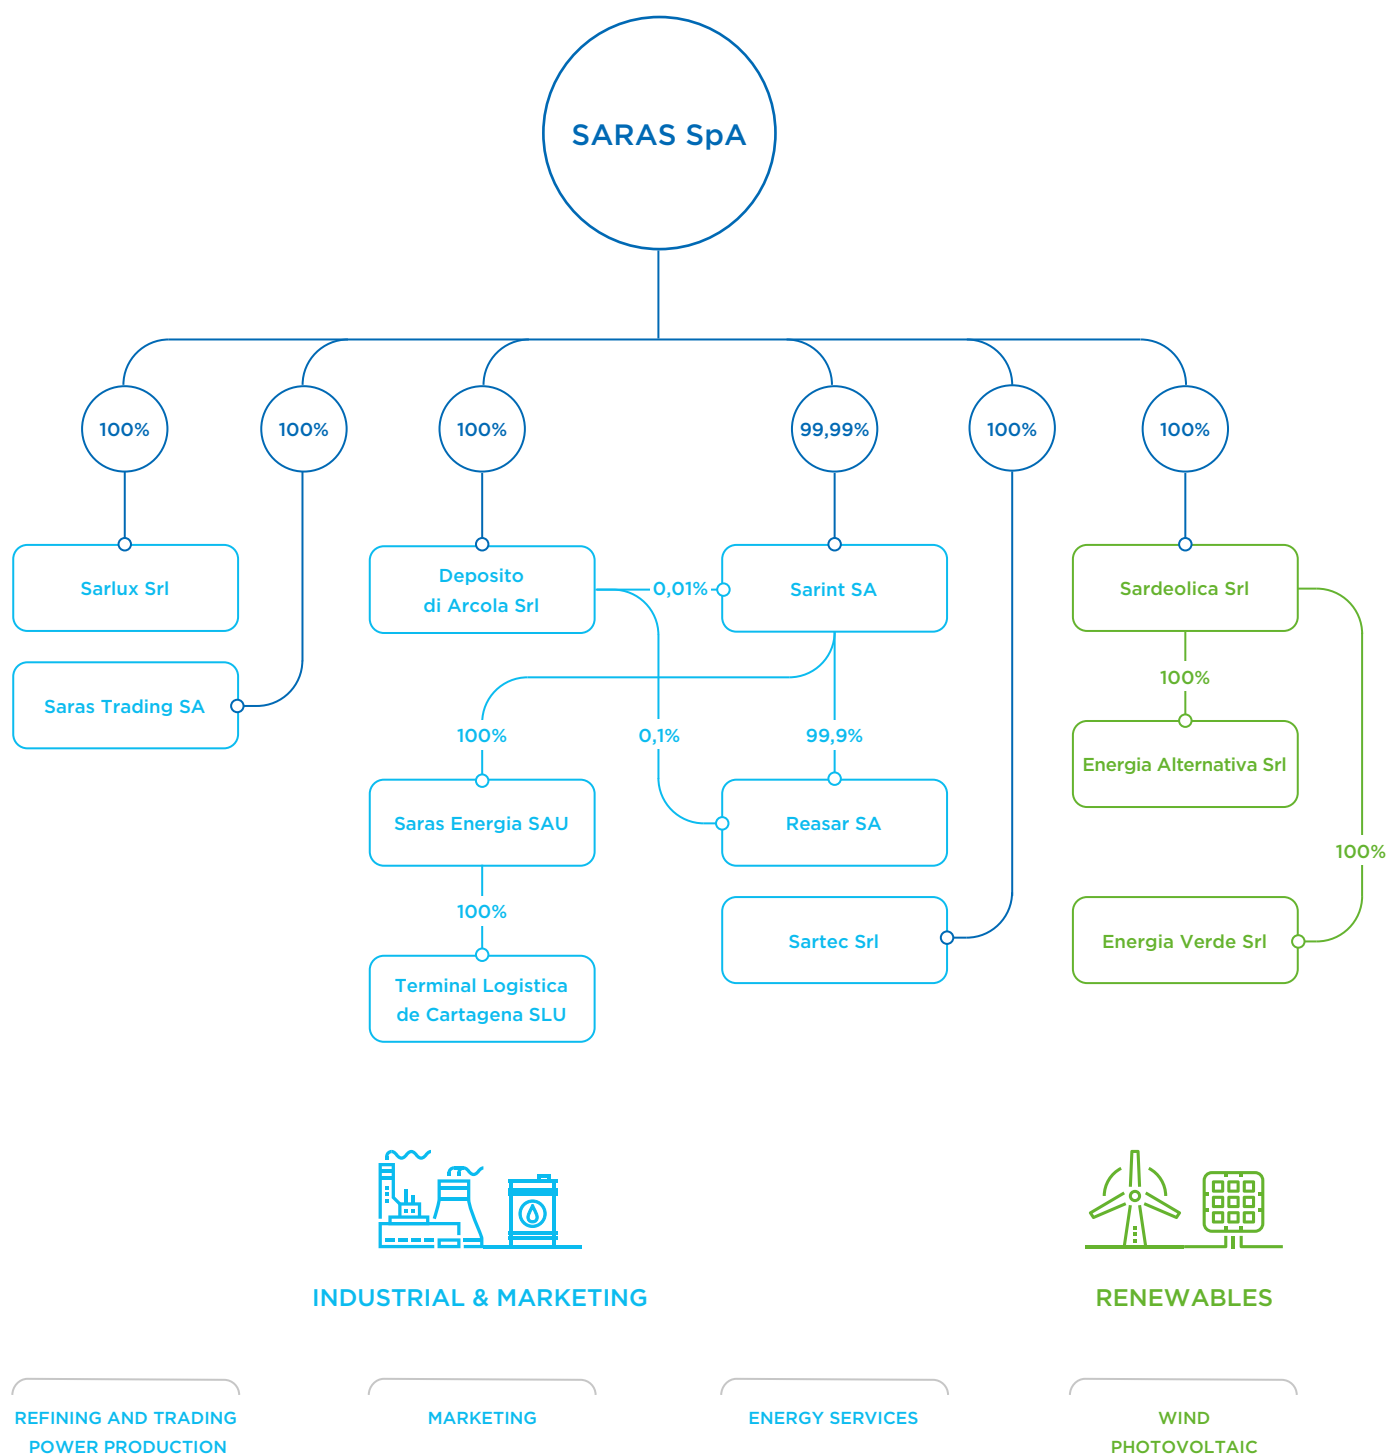 SARAS SpA
100%
100%
100%
99,99%
100%
100%
Sarlux Srl
Deposito
di Arcola Srl
0,01%
Sarint SA
Sardeolica Srl
Saras Trading SA
100%
100%
0,1%
99,9%
Energia Alternativa Srl
Saras Energia SAU
Reasar SA
100%
100%
Sartec Srl
Energia Verde Srl
Terminal Logistica
de Cartagena SLU
INDUSTRIAL & MARKETING
RENEWABLES
REFINING AND TRADING
POWER PRODUCTION
MARKETING
ENERGY SERVICES
WIND
PHOTOVOLTAIC